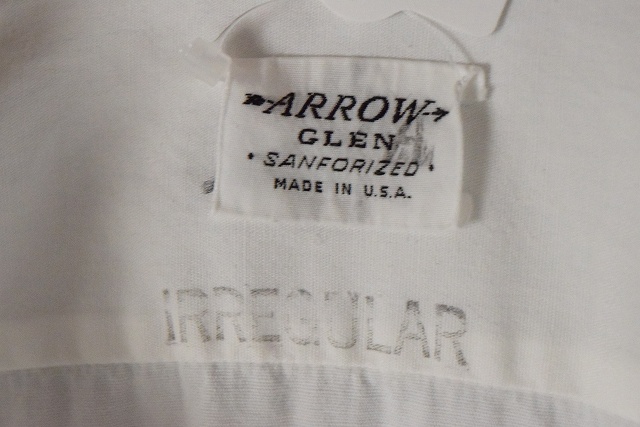 ARROW
GLEN
· SANFORIZED ·
MADE IN U.S.A.
IRREGULAR